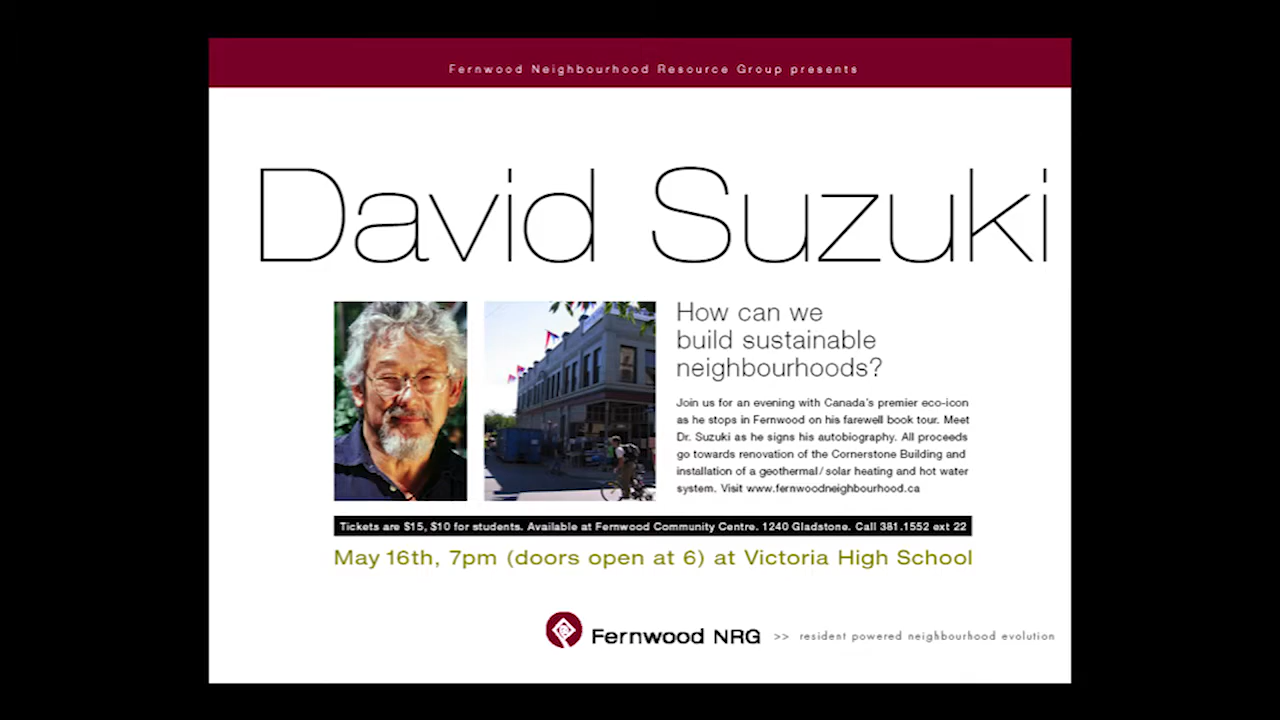 Fernwood Neighbourhood Resource Group presents
David Suzuki
How can we
build sustainable
neighbourhoods?
Join us for an evening with Canada's premier eco-icon
as he stops in Fernwood on his farewell book tour. Meet
Dr. Suzuki as he signs his autobiography. All proceeds
go towards renovation of the Cornerstone Building and
installation of a geothermal/solar heating and hot water
system. Visit www.fernwoodneighbourhood.ca
Tickets are $15, $10 for students. Available at Fernwood Community Centre. 1240 Gladstone. Call 381.1552 ext 22
May 16th, 7pm (doors open at 6) at Victoria High School
Fernwood NRG >> resident powered neighbourhood evolution